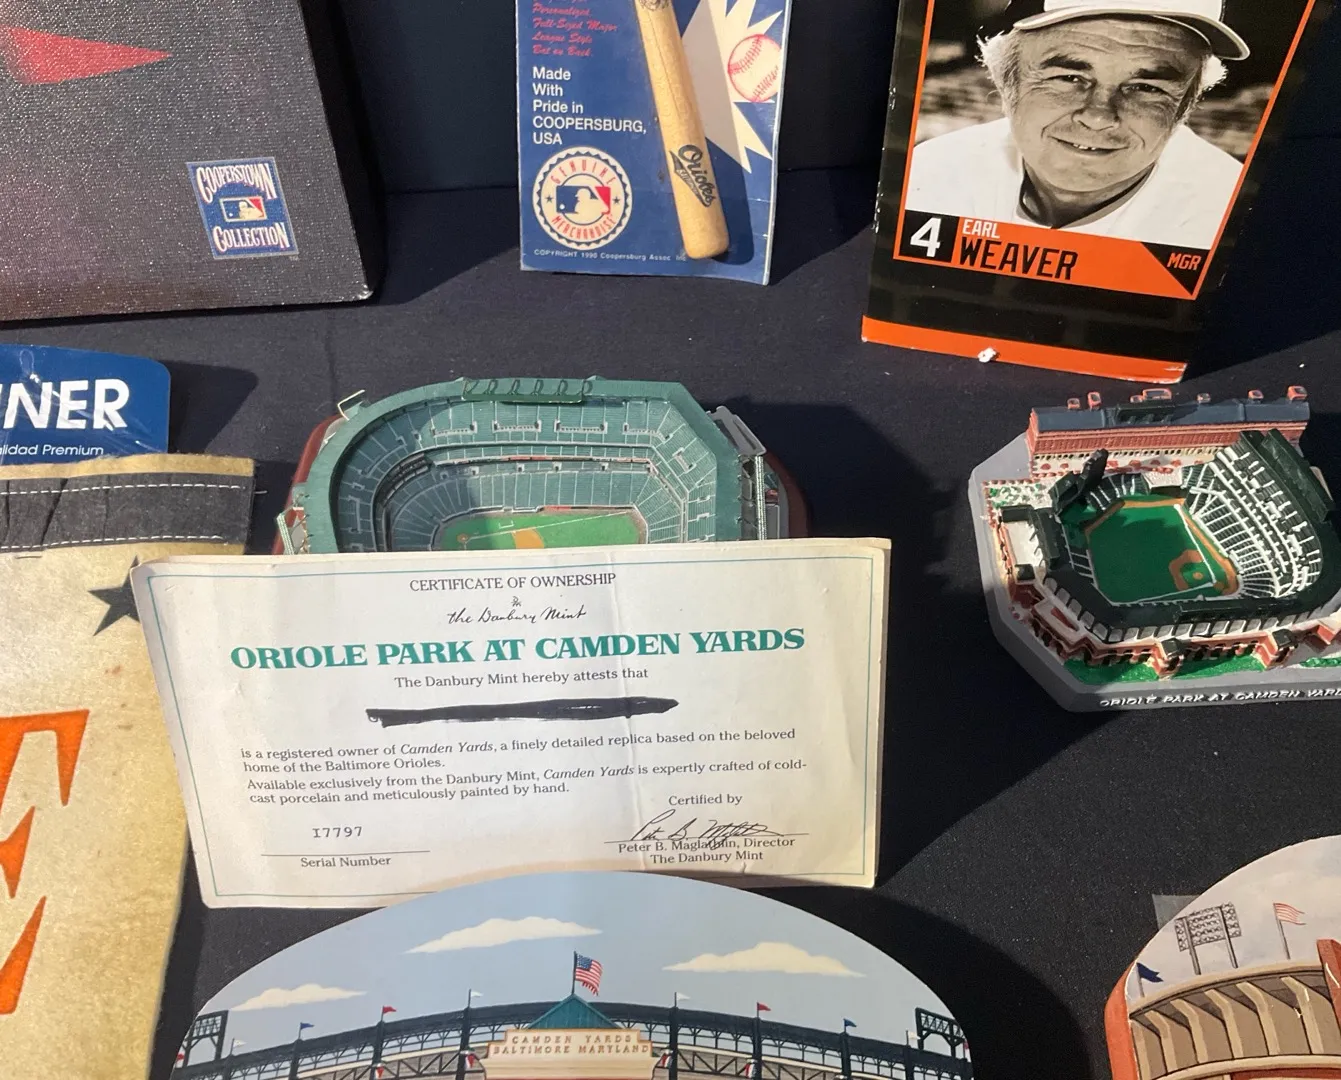 Personalized
Full-Sized Major
League Style
Bat on Back.
Made
With
Pride in
COOPERSBURG,
USA
GENUINE
MERCHANDISE
Orioles
COPYRIGHT 1990 Coopersburg Assoc
COOPERSTOWN
COLLECTION
4
EARL
WEAVER
MGR
NER
lidad Premium
CERTIFICATE OF OWNERSHIP
the Danbury Mint
ORIOLE PARK AT CAMDEN YARDS
The Danbury Mint hereby attests that
is a registered owner of Camden Yards, a finely detailed replica based on the beloved
home of the Baltimore Orioles.
Available exclusively from the Danbury Mint, Camden Yards is expertly crafted of cold-
cast porcelain and meticulously painted by hand.
Certified by
17797
Serial Number
Peter B. Maglathlin, Director
The Danbury Mint
ORIOLE PARK AT CAMDEN YARD
CAMDEN YARDS
BALTIMORE MARYLAND